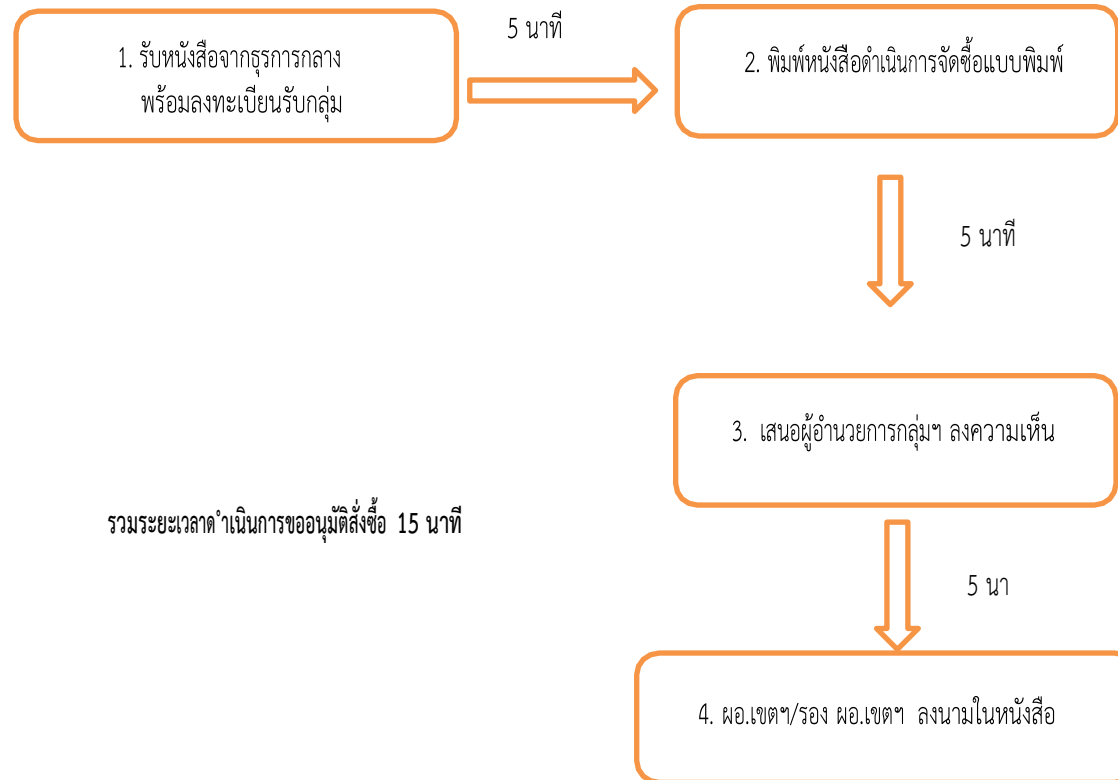 5 นาที
1. รับหนังสือจากธุรการกลาง
พร้อมลงทะเบียนรับกลุ่ม
2. พิมพ์หนังสือดำเนินการจัดซื้อแบบพิมพ์
5 นาที
3. เสนอผู้อำนวยการกลุ่มฯ ลงความเห็น
รวมระยะเวลาดำเนินการขออนุมัติสั่งซื้อ 15 นาที
5 นา
4. ผอ.เขตฯ/รอง ผอ.เขตฯ ลงนามในหนังสือ